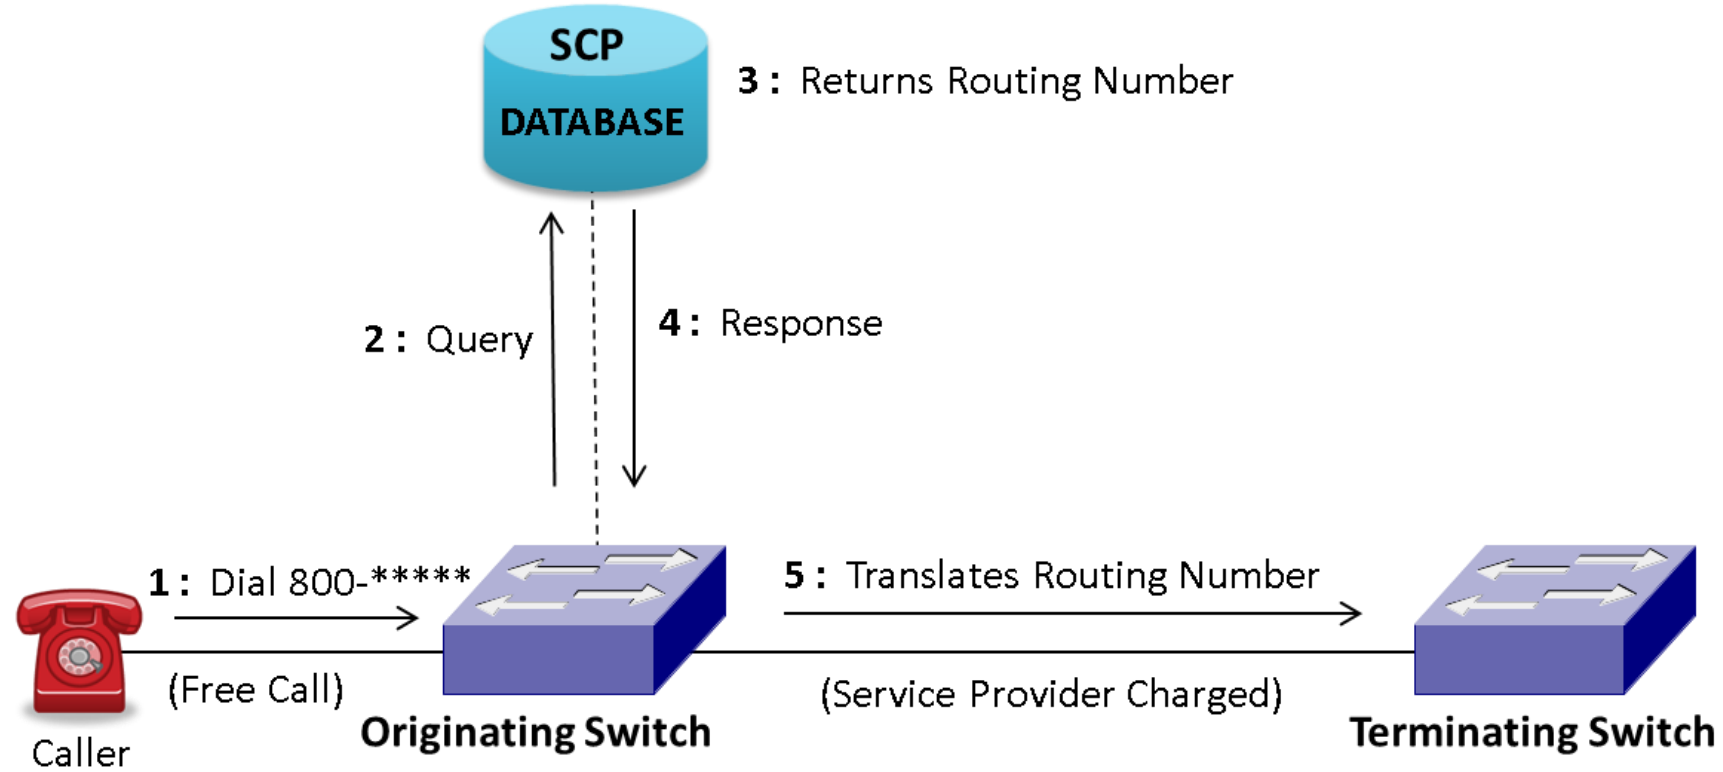 SCP
DATABASE
3 : Returns Routing Number
2 : Query
4 : Response
1 : Dial 800-*****
5 : Translates Routing Number
(Free Call)
(Service Provider Charged)
Originating Switch
Terminating Switch
Caller